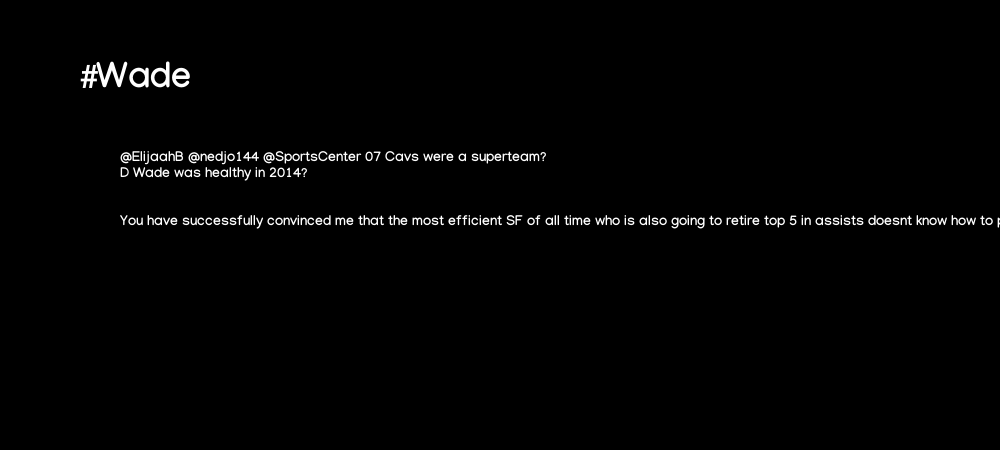 #Wade
@ElijaahB @nedjo144 @SportsCenter 07 Cavs were a superteam?
D Wade was healthy in 2014?
You have successfully convinced me that the most efficient SF of all time who is also going to retire top 5 in assists doesnt know how to